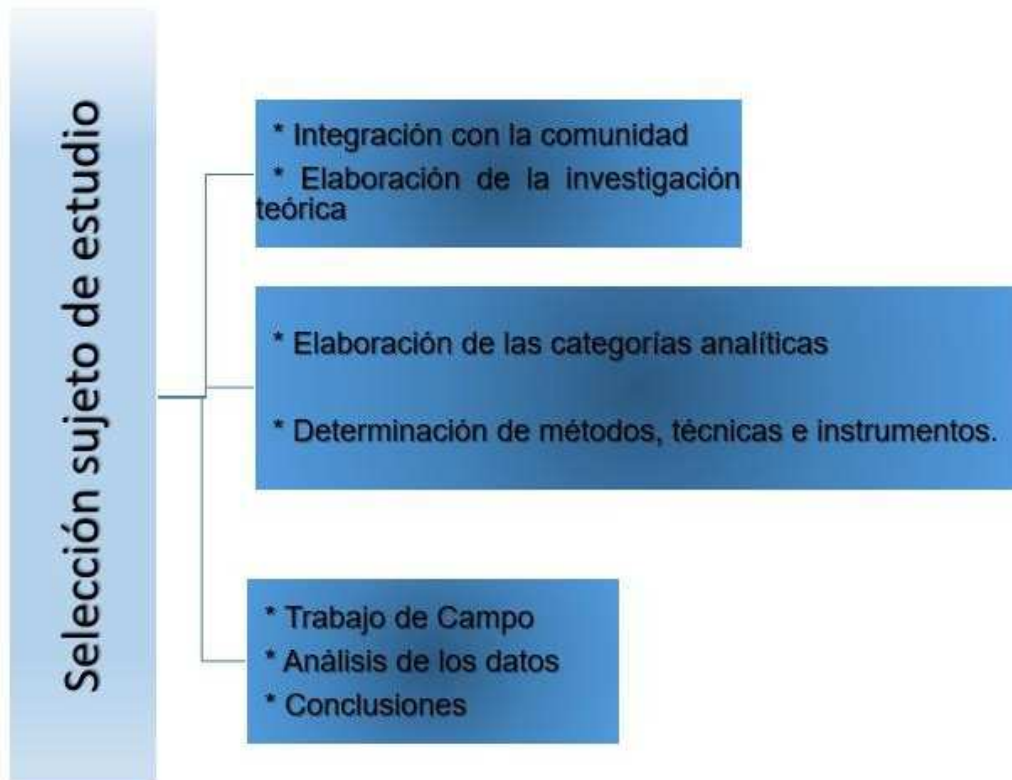 Selección sujeto de estudio
* Integración con la comunidad
* Elaboración de la investigación
teórica
* Elaboración de las categorías analíticas
* Determinación de métodos, técnicas e instrumentos.
* Trabajo de Campo
* Análisis de los datos
* Conclusiones